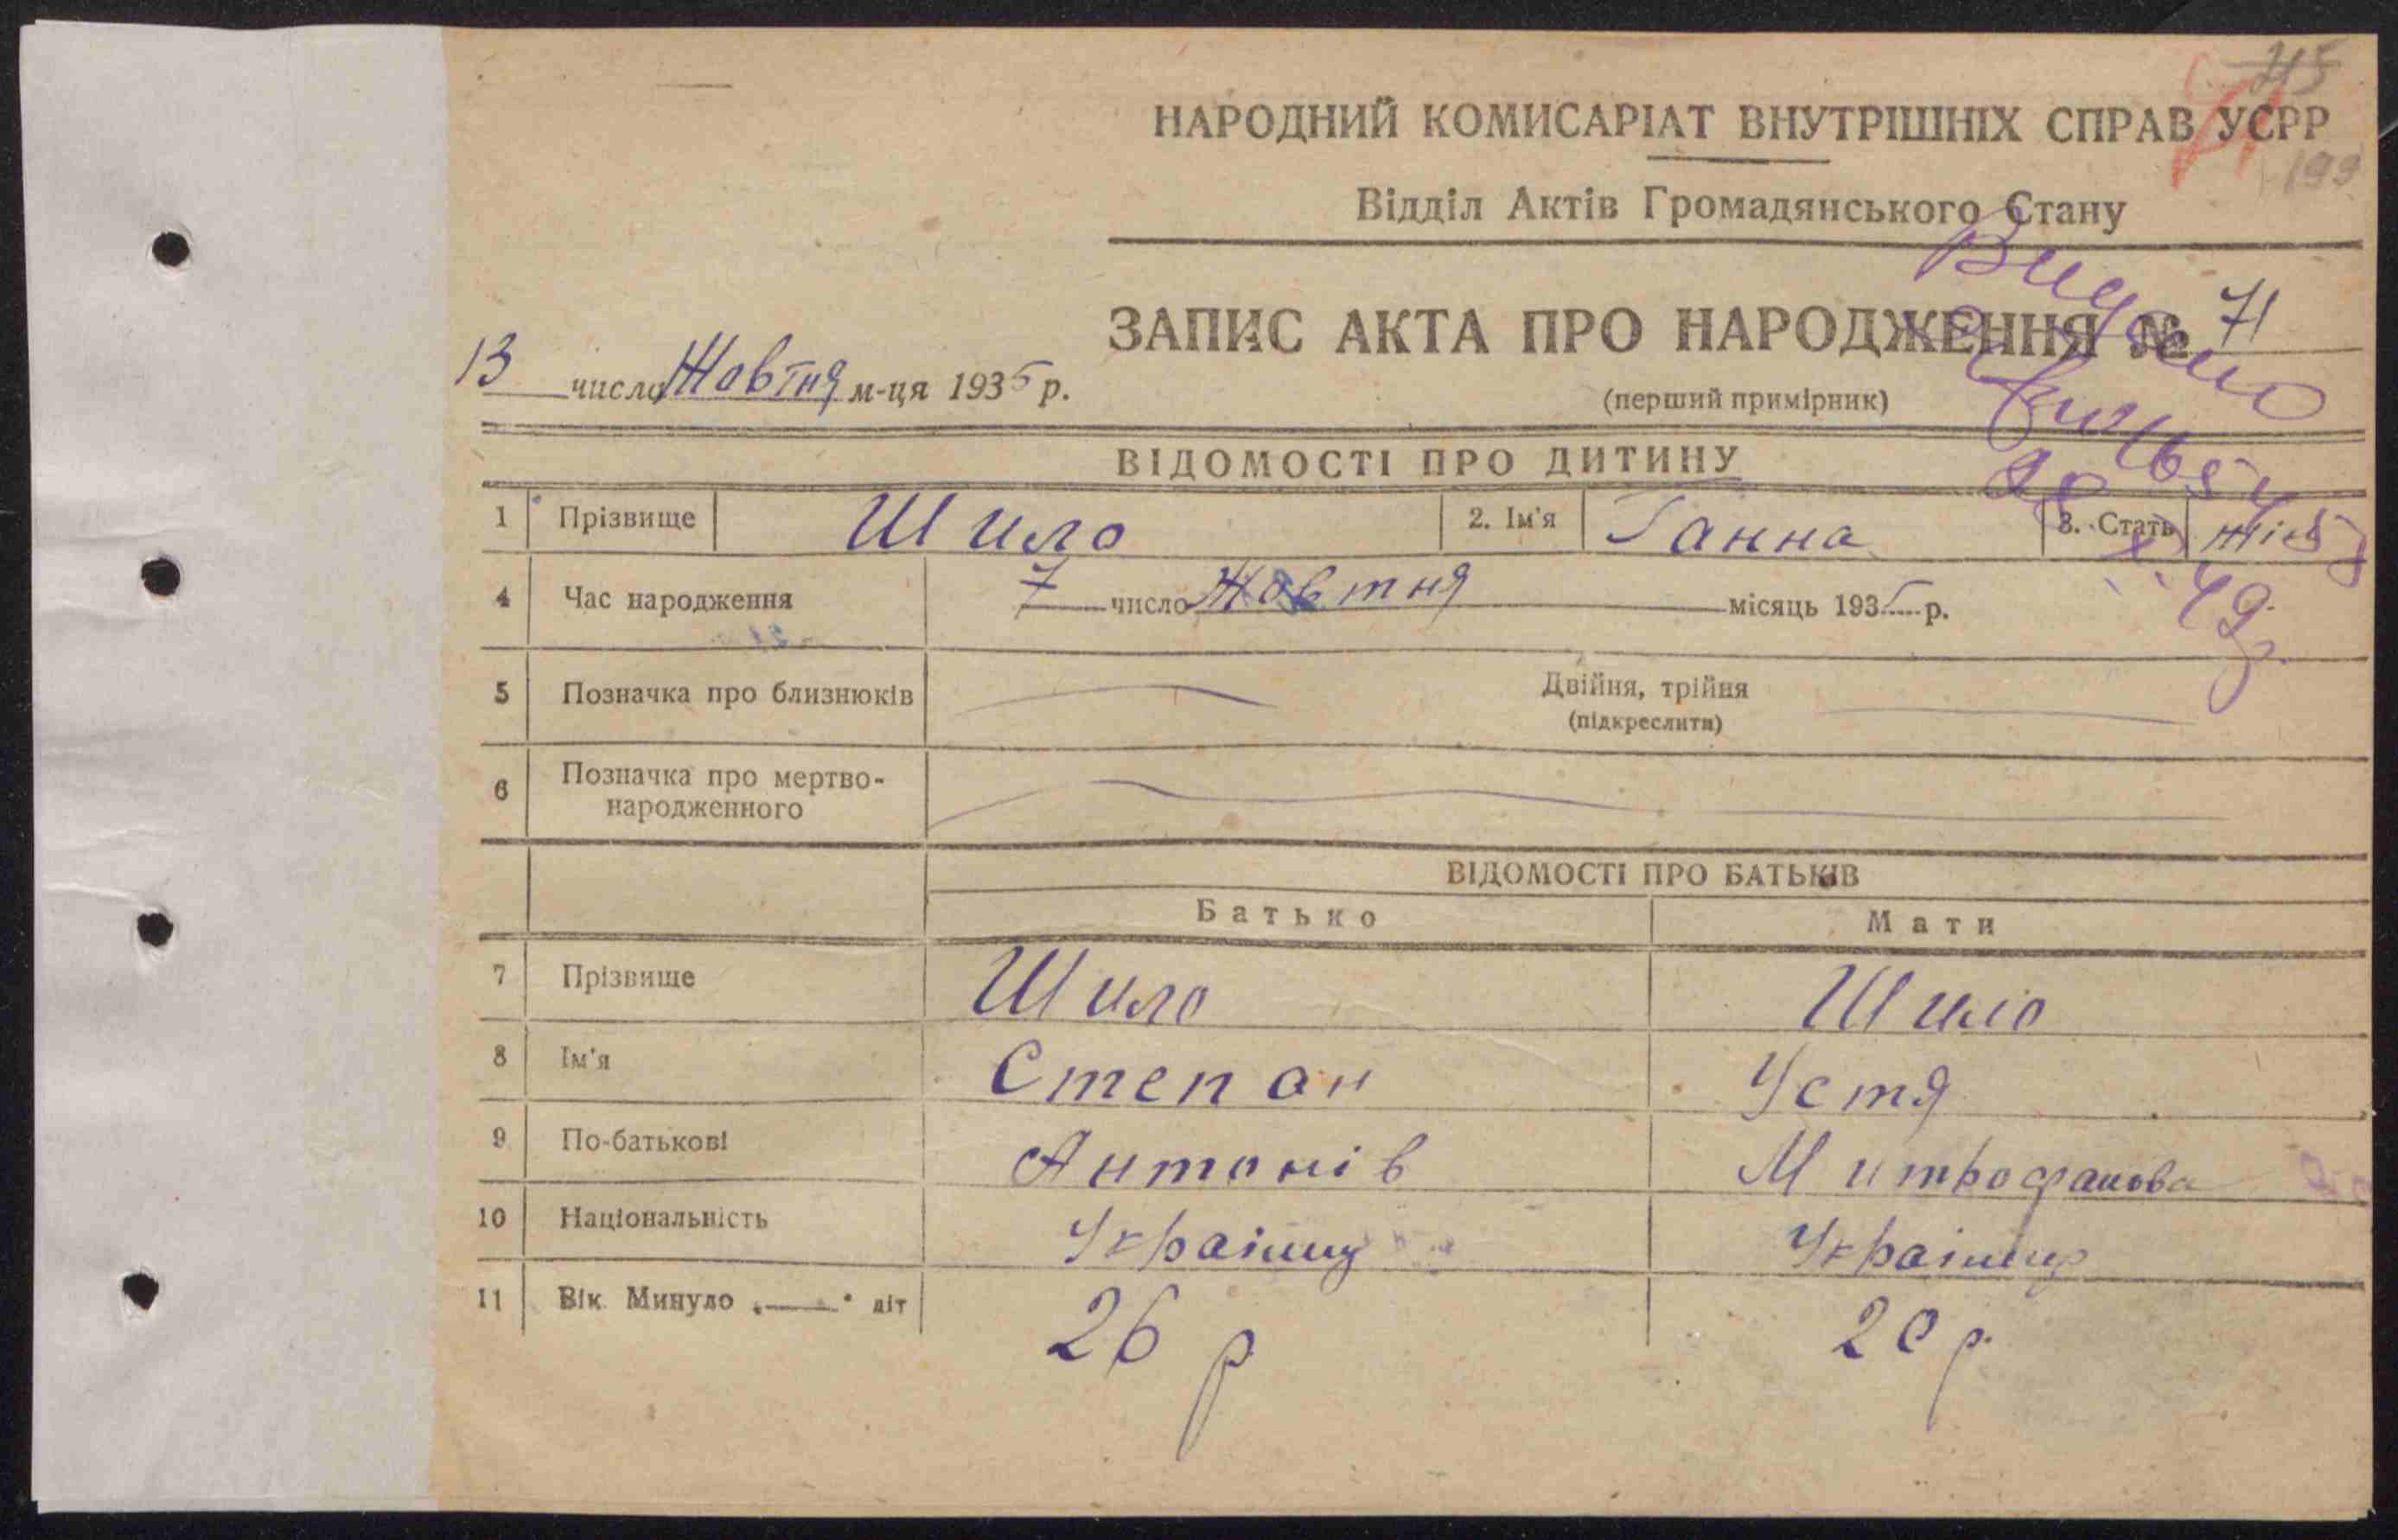 715
НАРОДНИЙ КОМИСАРІАТ ВНУТРІШНІХ СПРАВ УСРР
199
Відділ Актів Громадянського Стану
ЗАПИС АКТА ПРО НАРОДЖЕННЯ № 71
13 число Жовтня м-ця 1935 р.
(перший примірник)
Видано
ВІДОМОСТІ ПРО ДИТИНУ
1 Прізвище Шило 2. Ім'я Ганна 3. Стать жін
49 р.
4 Час народження 7 число Жовтня місяць 1935 р.
5 Позначка про близнюків Двійня, трійня
(підкреслити)
6 Позначка про мертво-
народженного
ВІДОМОСТІ ПРО БАТЬКІВ
Батько Мати
7 Прізвище Шило Шило
8 Ім'я Степан Устя
9 По-батькові Антонів Митрофанова
10 Національність
11 Вік Минуло „——“ літ 26 р 20 р.